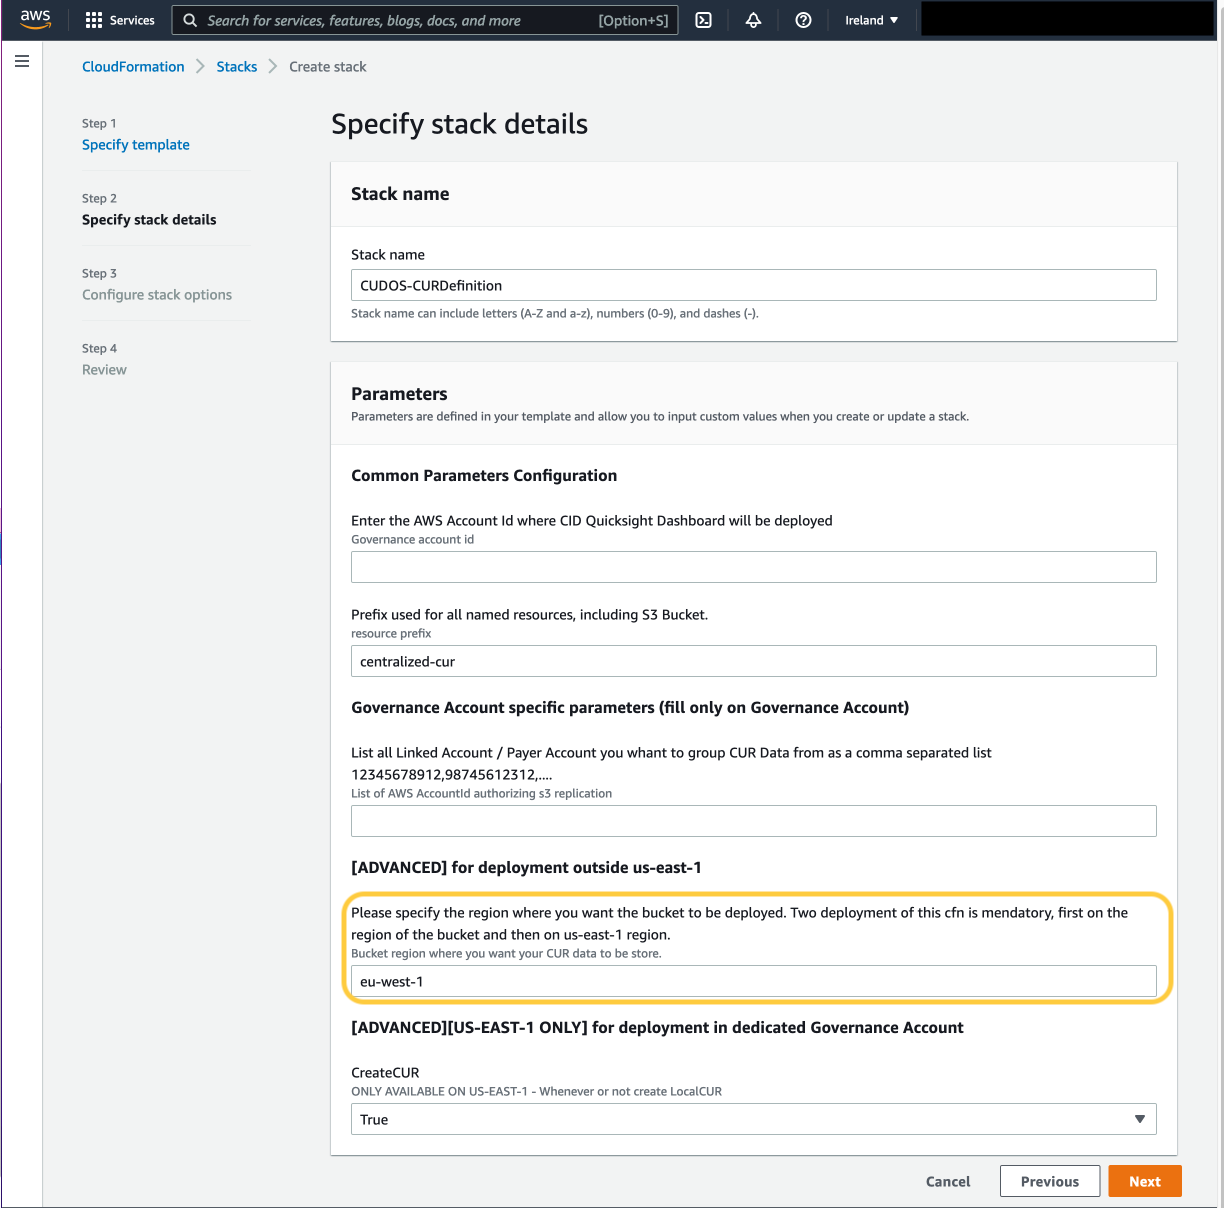 aws
Services
Search for services, features, blogs, docs, and more
[Option+S]
Ireland
CloudFormation
Stacks
Create stack
Step 1
Specify template
Step 2
Specify stack details
Step 3
Configure stack options
Step 4
Review
Specify stack details
Stack name
Stack name
CUDOS-CURDefinition
Stack name can include letters (A-Z and a-z), numbers (0-9), and dashes (-).
Parameters
Parameters are defined in your template and allow you to input custom values when you create or update a stack.
Common Parameters Configuration
Enter the AWS Account Id where CID Quicksight Dashboard will be deployed
Governance account id
Prefix used for all named resources, including S3 Bucket.
resource prefix
centralized-cur
Governance Account specific parameters (fill only on Governance Account)
List all Linked Account / Payer Account you whant to group CUR Data from as a comma separated list
12345678912,98745612312,....
List of AWS AccountId authorizing s3 replication
[ADVANCED] for deployment outside us-east-1
Please specify the region where you want the bucket to be deployed. Two deployment of this cfn is mendatory, first on the
region of the bucket and then on us-east-1 region.
Bucket region where you want your CUR data to be store.
eu-west-1
[ADVANCED][US-EAST-1 ONLY] for deployment in dedicated Governance Account
CreateCUR
ONLY AVAILABLE ON US-EAST-1 - Whenever or not create LocalCUR
True
Cancel
Previous
Next